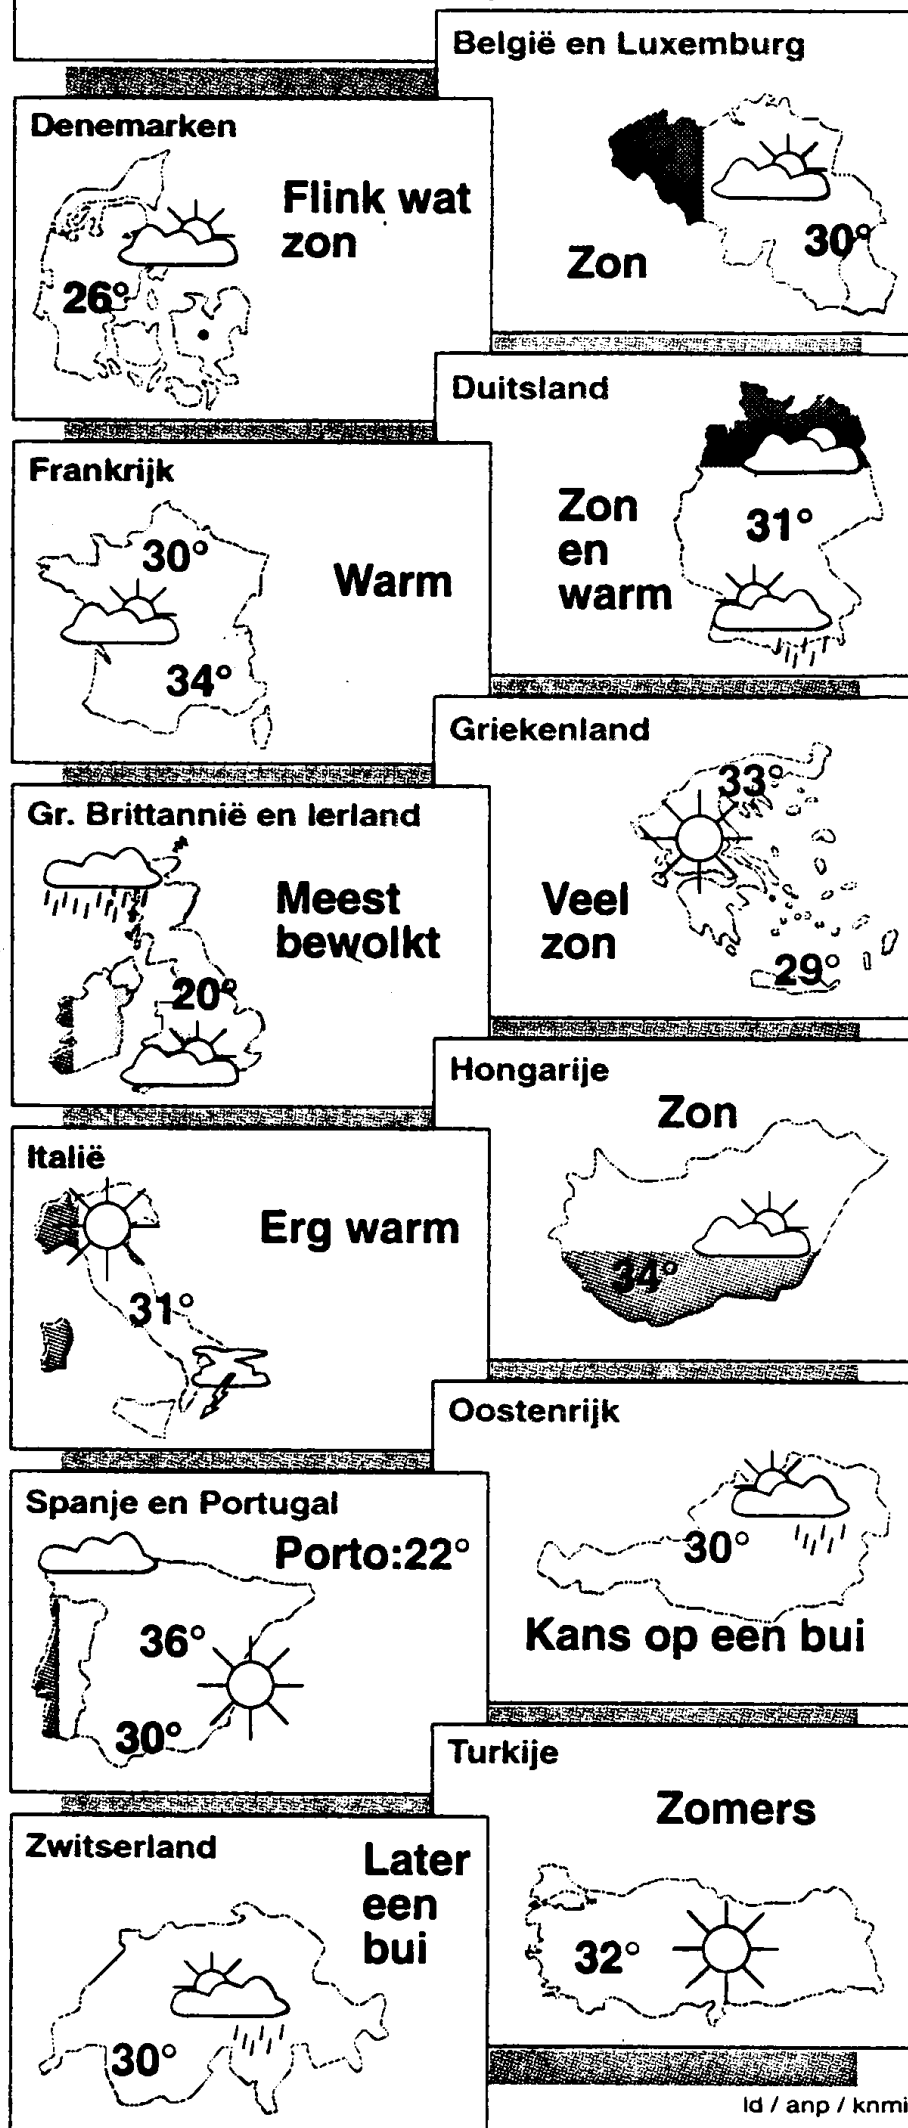 België en Luxemburg
Zon
30°
Denemarken
Flink wat
zon
26°
Duitsland
Zon
en
warm
31°
Frankrijk
30°
Warm
34°
Griekenland
33°
Veel
zon
29°
Gr. Brittannië en Ierland
Meest
bewolkt
20°
Hongarije
Zon
34°
Italië
Erg warm
31°
Oostenrijk
30°
Kans op een bui
Spanje en Portugal
Porto:22°
36°
30°
Turkije
Zomers
32°
Zwitserland
Later
een
bui
30°
ld / anp / knmi